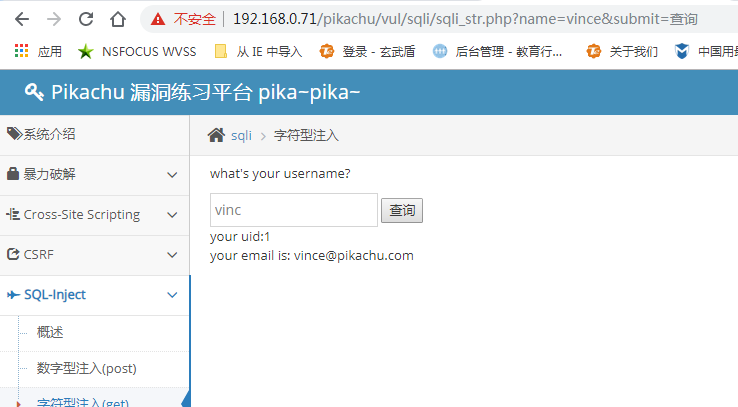 不安全 | 192.168.0.71/pikachu/vul/sqli/sqli_str.php?name=vince&submit=查询
应用 NSFOCUS WVSS 从 IE 中导入 登录 - 玄武盾 后台管理 - 教育行... 关于我们
Pikachu 漏洞练习平台 pika~pika~
系统介绍
sqli > 字符型注入
what's your username?
暴力破解
vinc 查询
Cross-Site Scripting
your uid:1
your email is: vince@pikachu.com
CSRF
SQL-Inject
概述
数字型注入(post)
字符型注入(get)